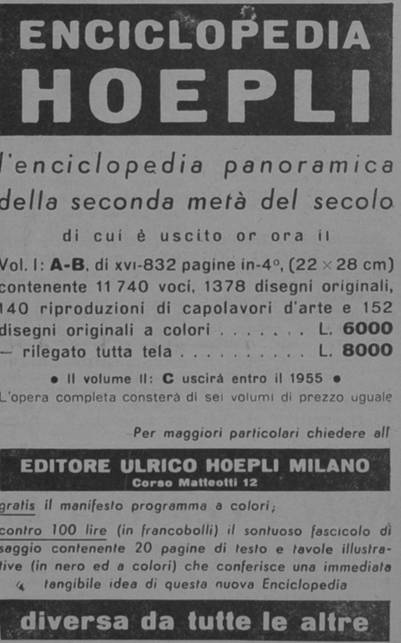 ENCICLOPEDIA
HOEPLI
l'enciclopedia panoramica
della seconda metà del secolo
di cui è uscito or ora il
Vol. I: A-B, di xvi-832 pagine in-4º, (22 × 28 cm)
contenente 11 740 voci, 1378 disegni originali,
140 riproduzioni di capolavori d'arte e 152
disegni originali a colori . . . . . . . L. 6000
— rilegato tutta tela . . . . . . . . . . L. 8000
• Il volume II: C uscirà entro il 1955 •
L'opera completa consterà di sei volumi di prezzo uguale
Per maggiori particolari chiedere all'
EDITORE ULRICO HOEPLI MILANO
Corso Matteotti 12
gratis il manifesto programma a colori;
contro 100 lire (in francobolli) il sontuoso fascicolo di
saggio contenente 20 pagine di testo e tavole illustra-
tive (in nero ed a colori) che conferisce una immediata
tangibile idea di questa nuova Enciclopedia
diversa da tutte le altre